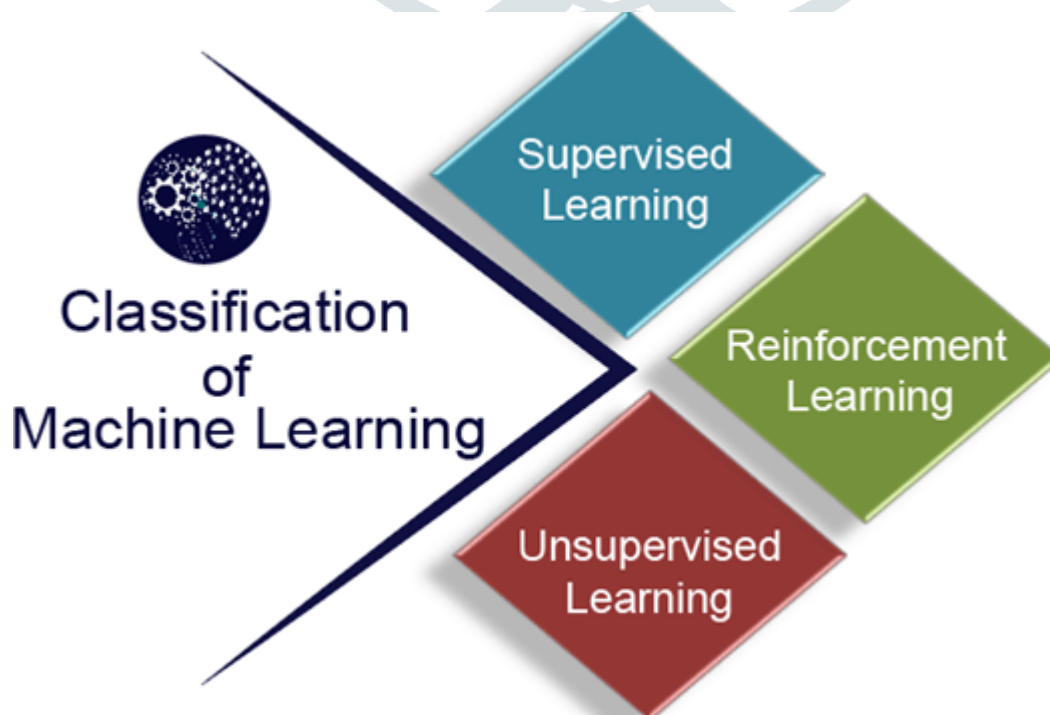 Classification
of
Machine Learning
Supervised
Learning
Reinforcement
Learning
Unsupervised
Learning